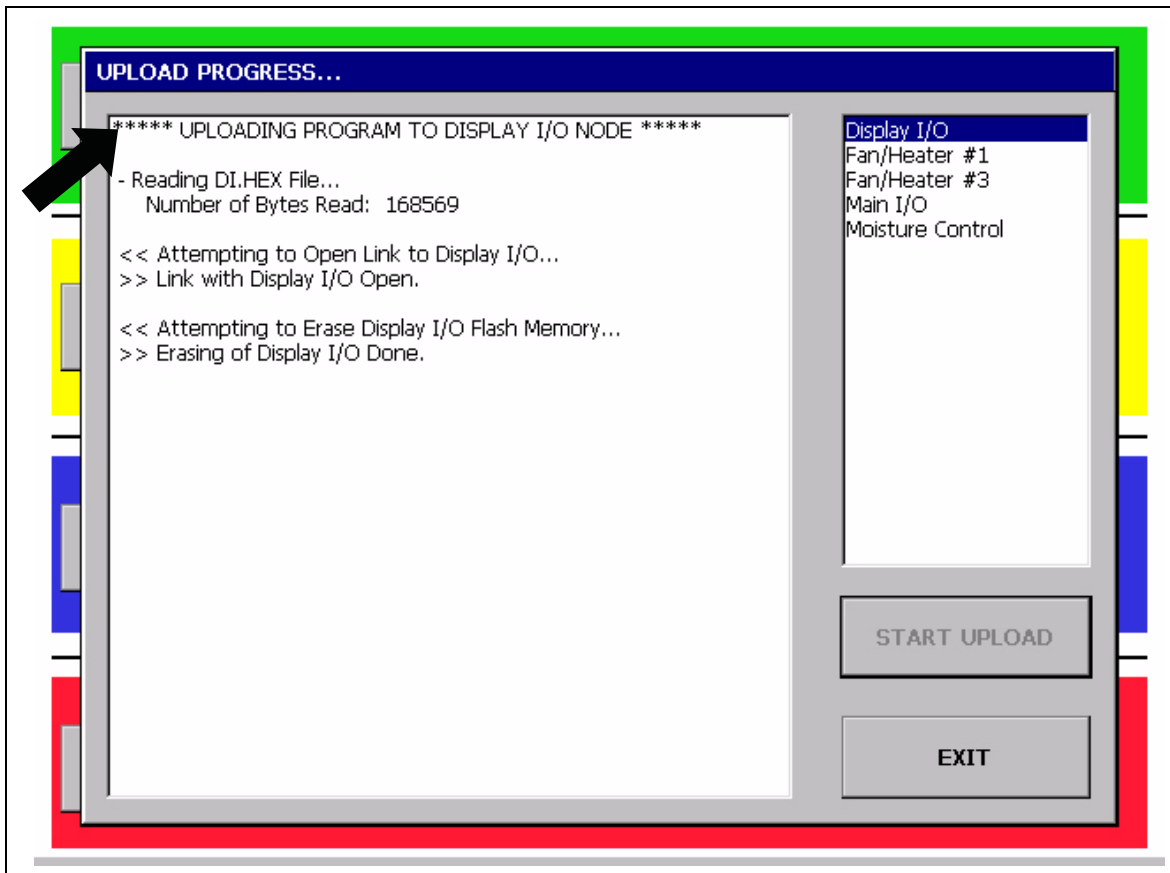 UPLOAD PROGRESS...
***** UPLOADING PROGRAM TO DISPLAY I/O NODE *****
- Reading DI.HEX File...
Number of Bytes Read: 168569
<< Attempting to Open Link to Display I/O...
>> Link with Display I/O Open.
<< Attempting to Erase Display I/O Flash Memory...
>> Erasing of Display I/O Done.
Display I/O
Fan/Heater #1
Fan/Heater #3
Main I/O
Moisture Control
START UPLOAD
EXIT